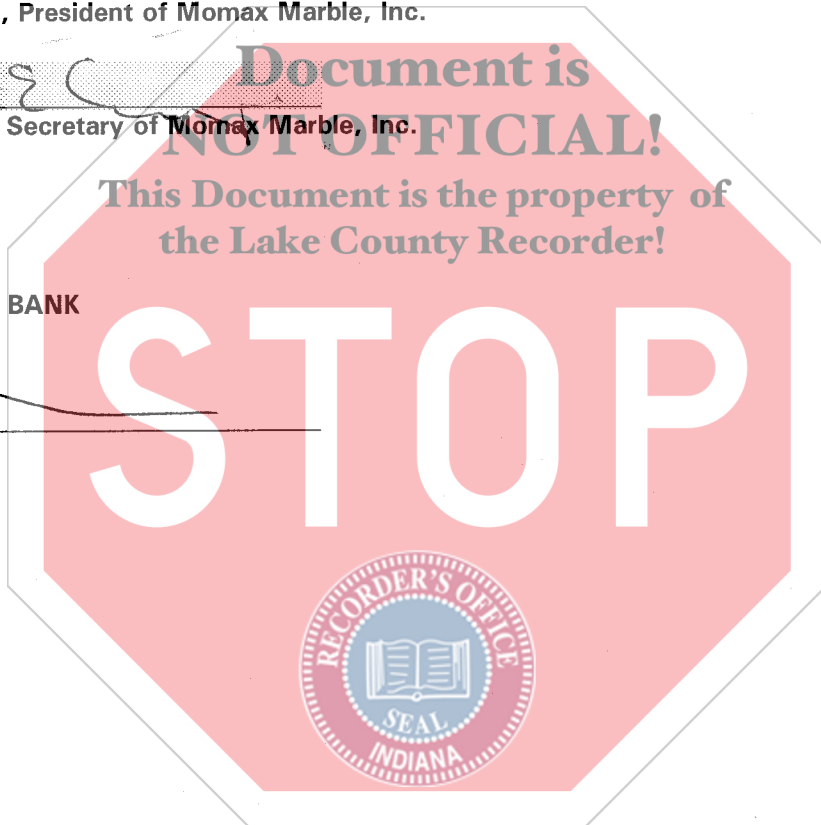 , President of Momax Marble, Inc.
Document is
NOT OFFICIAL!
Secretary of Momax Marble, Inc.
This Document is the property of
the Lake County Recorder!
BANK
STOP
RECORDER'S OFFICE
SEAL
INDIANA